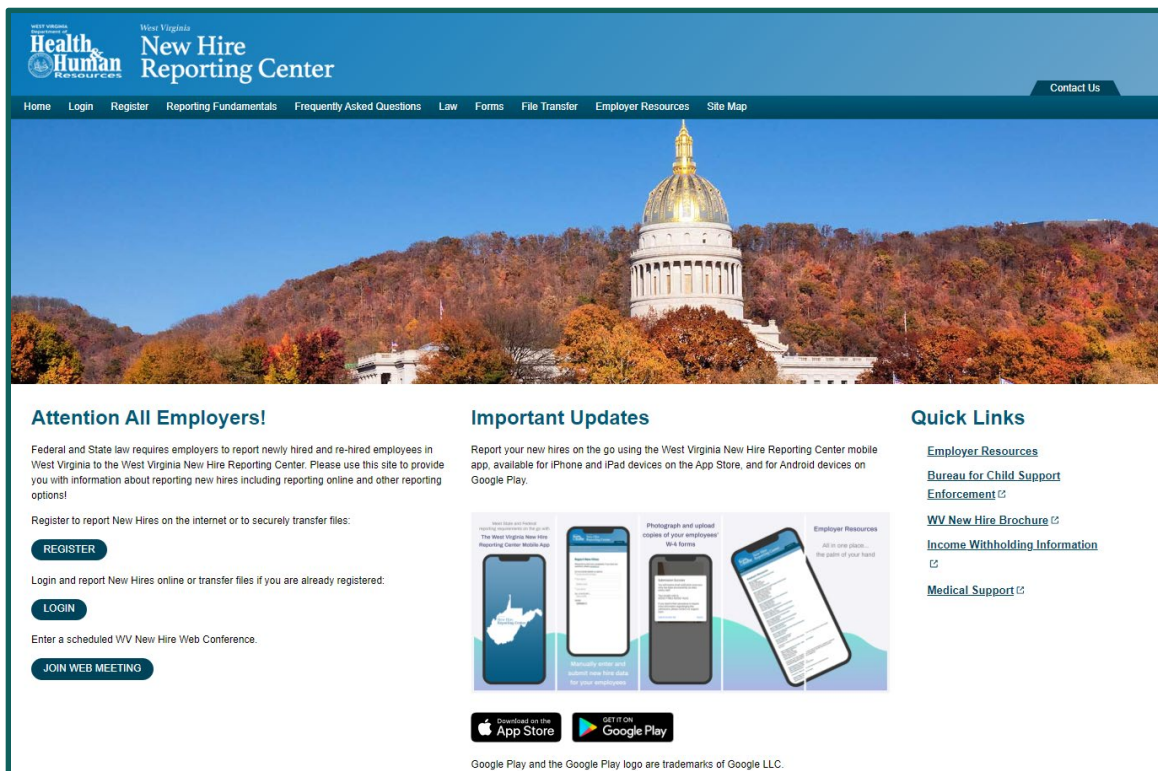 WEST VIRGINIA
Department of
Health
&
Human
Resources
West Virginia
New Hire
Reporting Center
Contact Us
Home Login Register Reporting Fundamentals Frequently Asked Questions Law Forms File Transfer Employer Resources Site Map
Attention All Employers!
Federal and State law requires employers to report newly hired and re-hired employees in
West Virginia to the West Virginia New Hire Reporting Center. Please use this site to provide
you with information about reporting new hires including reporting online and other reporting
options!
Register to report New Hires on the internet or to securely transfer files:
REGISTER
Login and report New Hires online or transfer files if you are already registered:
LOGIN
Enter a scheduled WV New Hire Web Conference.
JOIN WEB MEETING
Important Updates
Report your new hires on the go using the West Virginia New Hire Reporting Center mobile
app, available for iPhone and iPad devices on the App Store, and for Android devices on
Google Play.
Meet State and Federal
reporting requirements on the go with
The West Virginia New Hire
Reporting Center Mobile App
Manually enter and
submit new hire data
for your employees
Photograph and upload
copies of your employees'
W-4 forms
Employer Resources
All in one place...
the palm of your hand
Download on the
App Store
GET IT ON
Google Play
Google Play and the Google Play logo are trademarks of Google LLC.
Quick Links
Employer Resources
Bureau for Child Support
Enforcement
WV New Hire Brochure
Income Withholding Information
Medical Support